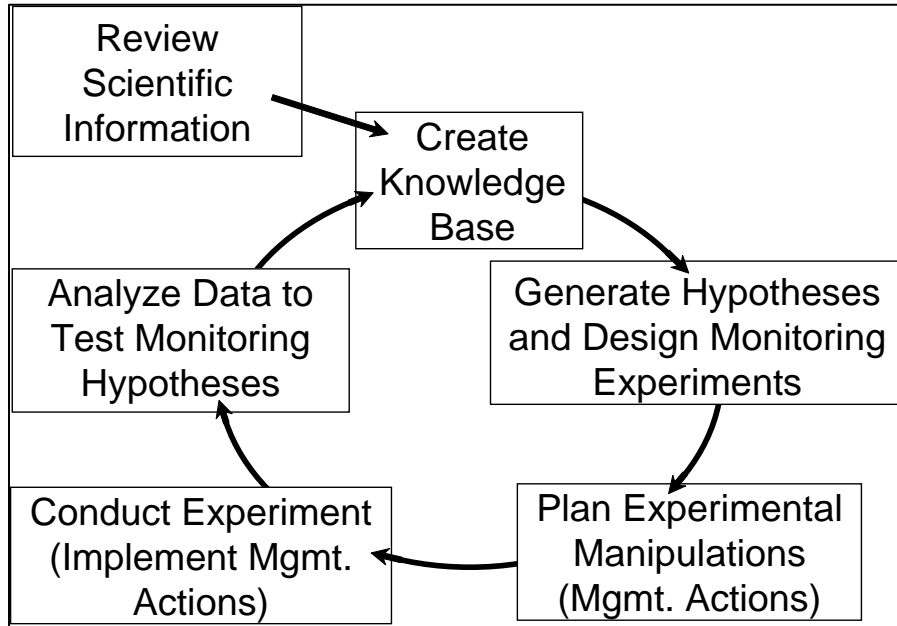 Review
Scientific
Information
Create
Knowledge
Base
Generate Hypotheses
and Design Monitoring
Experiments
Plan Experimental
Manipulations
(Mgmt. Actions)
Conduct Experiment
(Implement Mgmt.
Actions)
Analyze Data to
Test Monitoring
Hypotheses